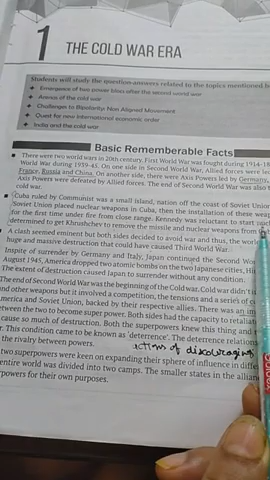 1 THE COLD WAR ERA
Students will study the question-answers related to the topics mentioned
Emergence of two power blocs after the second world war
Arenas of the cold war
Challenges to Bipolarity: Non Aligned Movement
Quest for new international economic order
India and the cold war
Basic Rememberable Facts
There were two world wars in 20th century. First World War was fought during 1914-18
World War during 1939-45. On one side in Second World War, Allied forces were
France, Russia and China. On another side, there were Axis Powers led by Germany,
Axis Powers were defeated by Allied forces. The end of Second World War was also
cold war.
Cuba ruled by Communist was a small island, nation off the coast of
Soviet Union placed nuclear weapons in Cuba, then the installation of these
for the first time under fire from close range. Kennedy was reluctant to start
determined to get Khrushchev to remove the missile and nuclear weapons from
A clash seemed eminent but both sides decided to avoid war and thus, the
huge and massive destruction that could have caused Third World War.
Inspite of surrender by Germany and Italy, Japan continued the Second
August 1945, America dropped two atomic bombs on the two Japanese cities,
The extent of destruction caused Japan to surrender without any condition.
The end of Second World War was the beginning of the Cold war. Cold war didn't
and other weapons but it involved a competition, the tensions and a series of
America and Soviet Union, backed by their respective allies. There was an
between the two to become super power. Both sides had the capacity to
cause so much of destruction. Both the superpowers knew this thing and
This condition came to be known as 'deterrence'. The deterrence
the rivalry between powers.
of discouraging
two superpowers were keen on expanding their sphere of influence in
entire world was divided into two camps. The smaller states in the
powers for their own purposes.